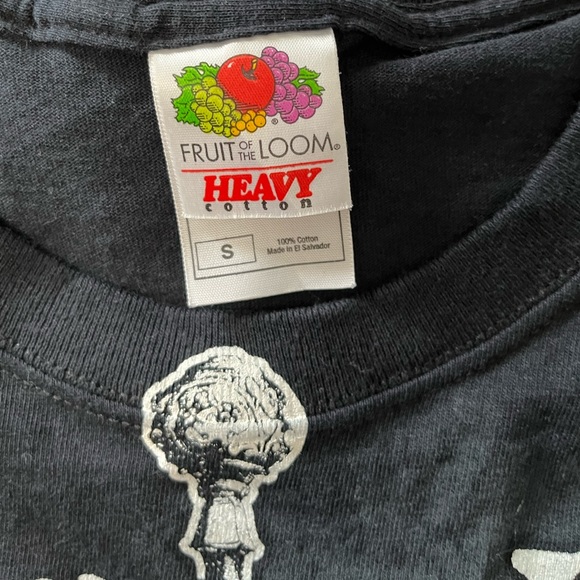 FRUIT OF THE LOOM®
HEAVY
cotton
S
100% Cotton
Made in El Salvador